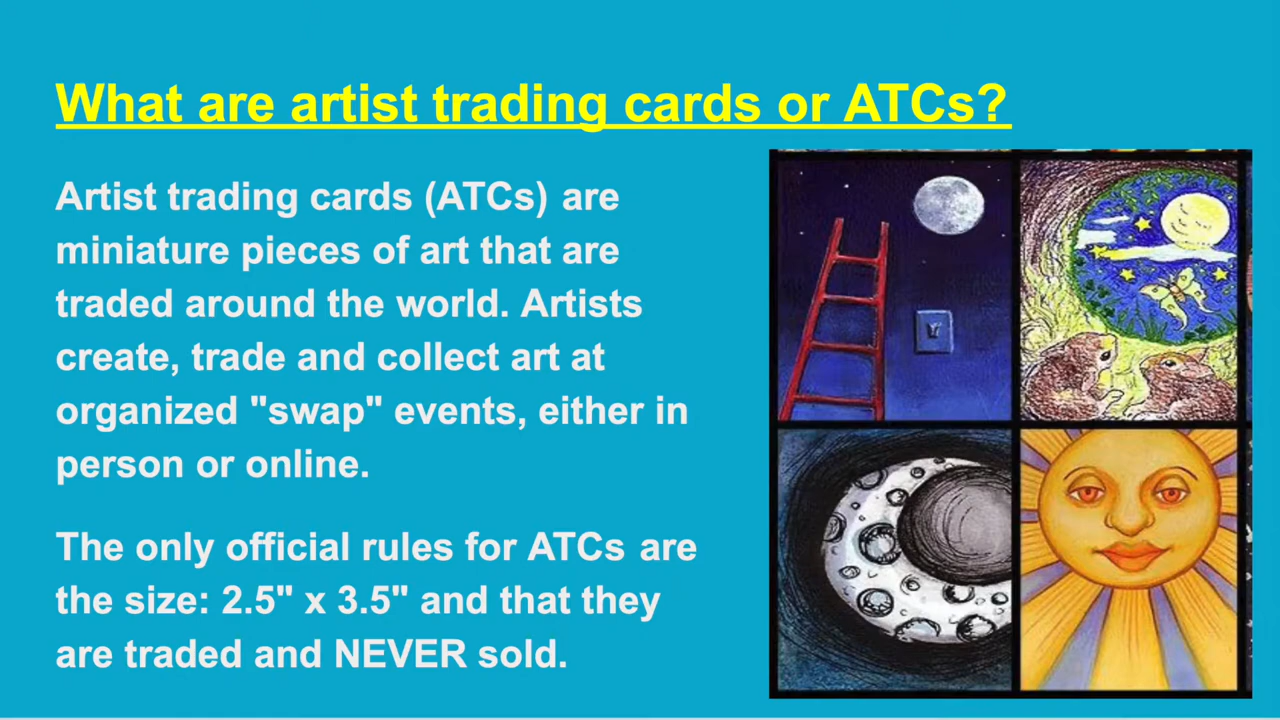 What are artist trading cards or ATCs?
Artist trading cards (ATCs) are
miniature pieces of art that are
traded around the world. Artists
create, trade and collect art at
organized "swap" events, either in
person or online.
The only official rules for ATCs are
the size: 2.5" x 3.5" and that they
are traded and NEVER sold.